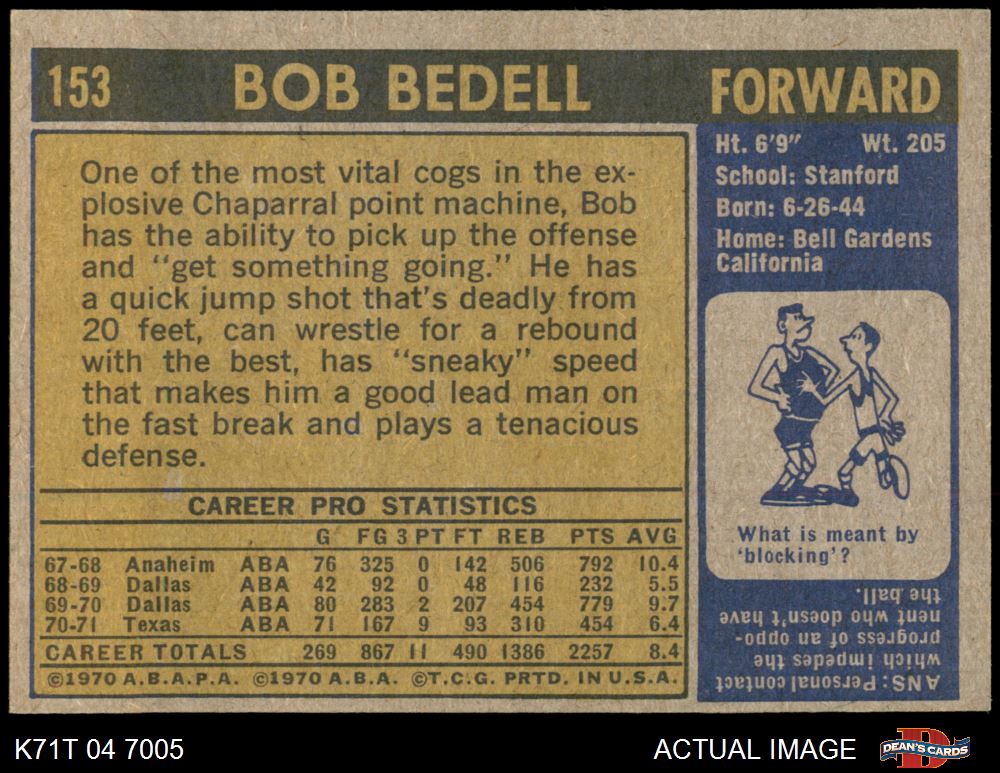 153 BOB BEDELL FORWARD
One of the most vital cogs in the ex-
plosive Chaparral point machine, Bob
has the ability to pick up the offense
and "get something going." He has
a quick jump shot that's deadly from
20 feet, can wrestle for a rebound
with the best, has "sneaky" speed
that makes him a good lead man on
the fast break and plays a tenacious
defense.
CAREER PRO STATISTICS
G FG 3 PT FT REB PTS AVG
67-68 Anaheim ABA 76 325 0 142 506 792 10.4
68-69 Dallas ABA 42 92 0 48 116 232 5.5
69-70 Dallas ABA 80 283 2 207 454 779 9.7
70-71 Texas ABA 71 167 9 93 310 454 6.4
CAREER TOTALS 269 867 11 490 1386 2257 8.4
©1970 A.B.A.P.A. ©1970 A.B.A. ©T.C.G. PRTD. IN U.S.A.
Ht. 6'9" Wt. 205
School: Stanford
Born: 6-26-44
Home: Bell Gardens
California
What is meant by
'blocking'?
ANS: Personal contact
which impedes the
progress of an oppo-
nent who doesn't have
the ball.
K71T 04 7005
ACTUAL IMAGE
DEAN'S CARDS